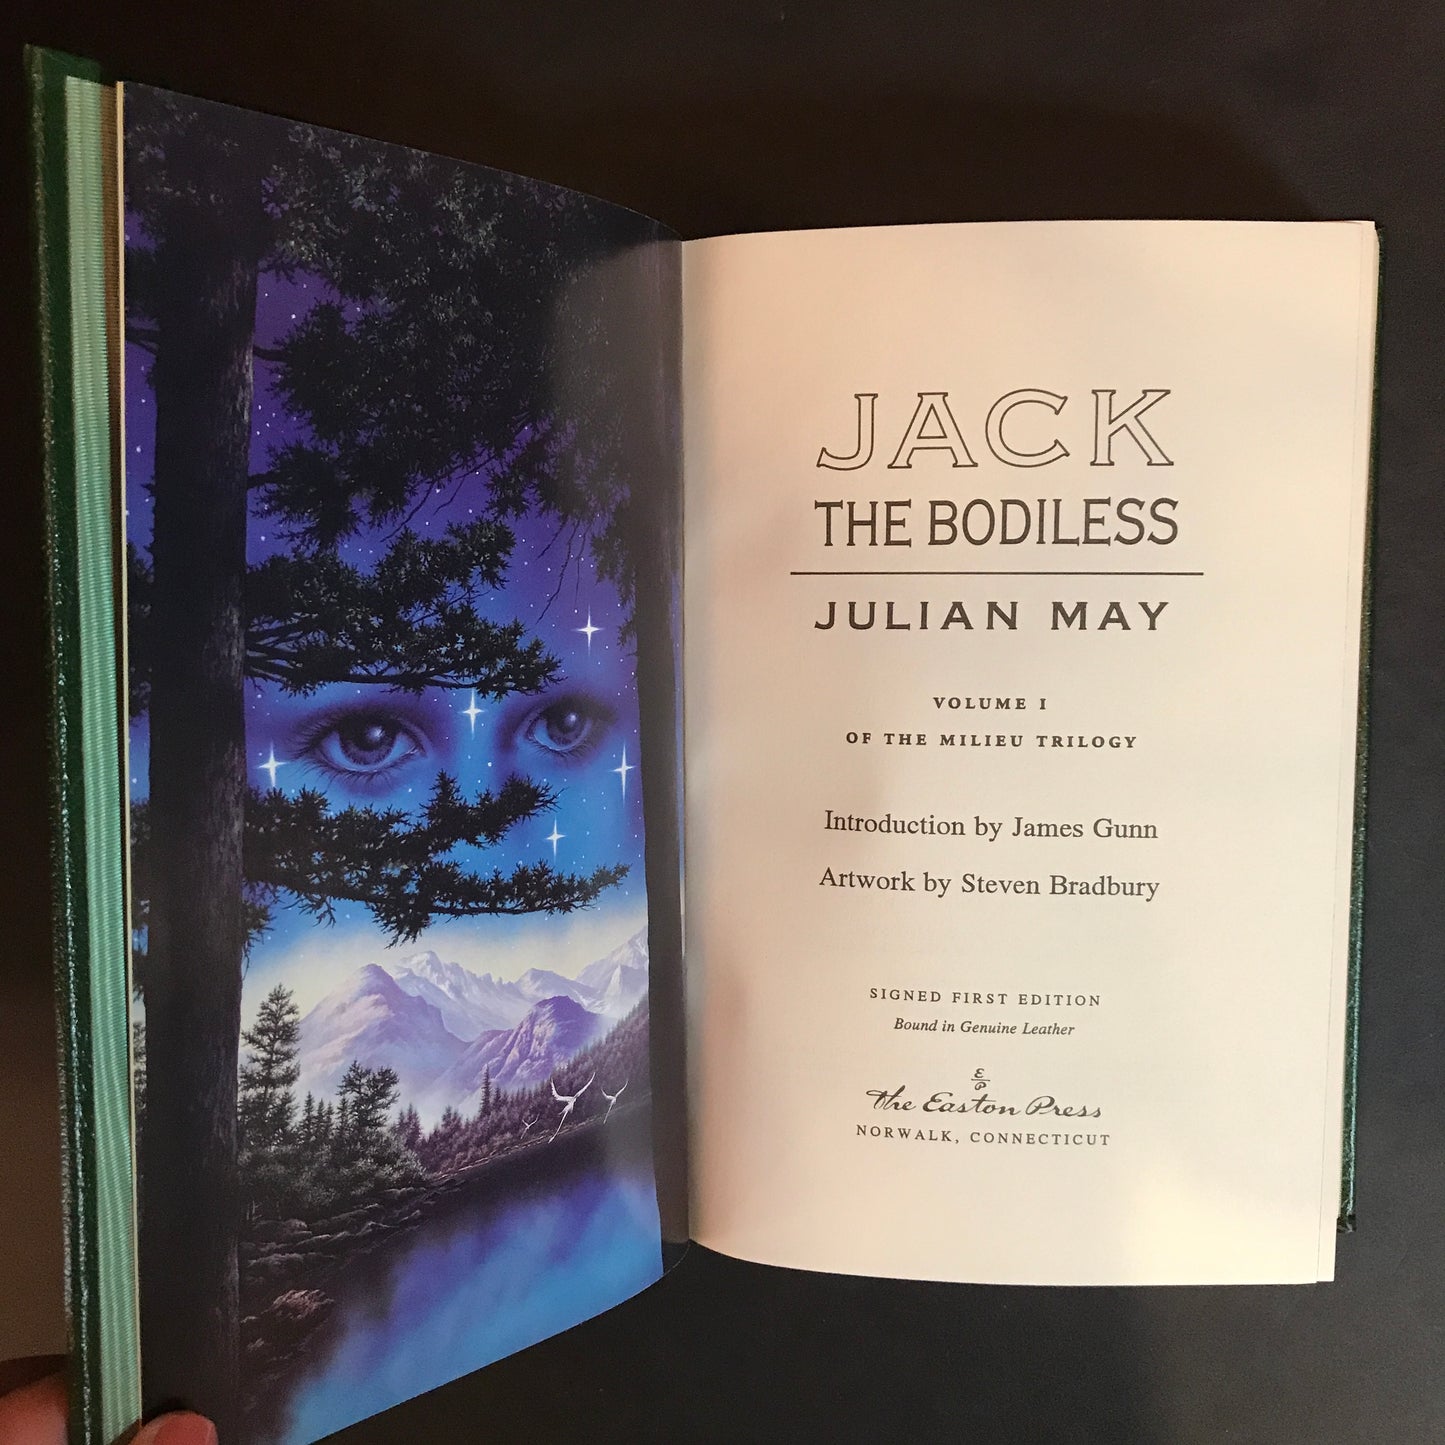 JACK
THE BODILESS
JULIAN MAY
VOLUME I
OF THE MILIEU TRILOGY
Introduction by James Gunn
Artwork by Steven Bradbury
SIGNED FIRST EDITION
Bound in Genuine Leather
E
P
The Easton Press
NORWALK, CONNECTICUT